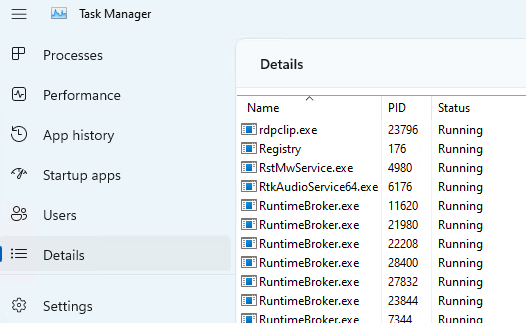 Task Manager
Processes
Performance
App history
Startup apps
Users
Details
Settings
Details
Name PID Status
rdpclip.exe 23796 Running
Registry 176 Running
RstMwService.exe 4980 Running
RtkAudioService64.exe 6176 Running
RuntimeBroker.exe 11620 Running
RuntimeBroker.exe 21980 Running
RuntimeBroker.exe 22208 Running
RuntimeBroker.exe 28400 Running
RuntimeBroker.exe 27832 Running
RuntimeBroker.exe 23844 Running
RuntimeBroker.exe 7344 Running